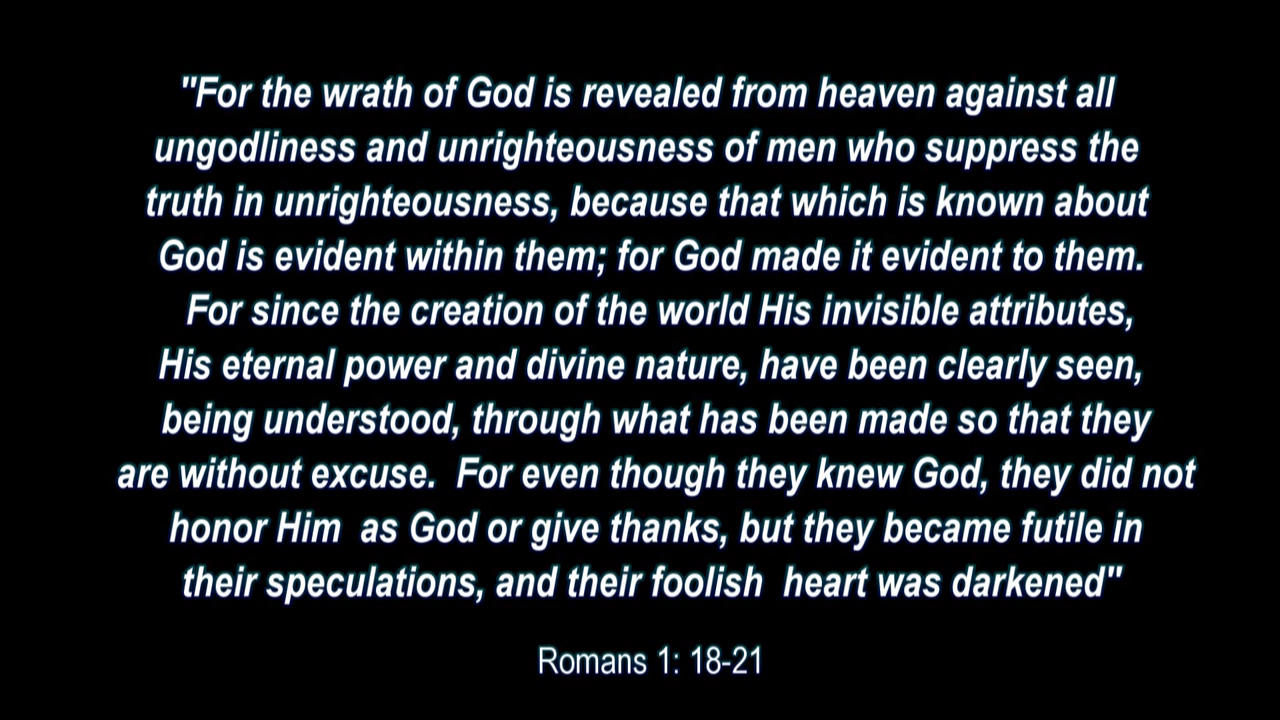 "For the wrath of God is revealed from heaven against all
ungodliness and unrighteousness of men who suppress the
truth in unrighteousness, because that which is known about
God is evident within them; for God made it evident to them.
For since the creation of the world His invisible attributes,
His eternal power and divine nature, have been clearly seen,
being understood, through what has been made so that they
are without excuse.  For even though they knew God, they did not
honor Him  as God or give thanks, but they became futile in
their speculations, and their foolish  heart was darkened"
Romans 1: 18-21